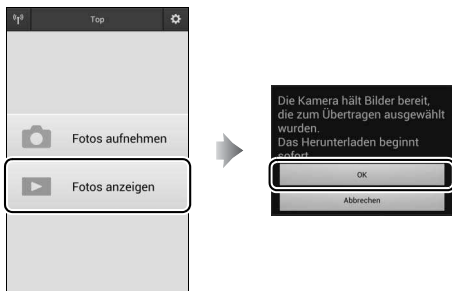 Top
Fotos aufnehmen
Fotos anzeigen
Die Kamera hält Bilder bereit,
die zum Übertragen ausgewählt
wurden.
Das Herunterladen beginnt
sofort.
OK
Abbrechen